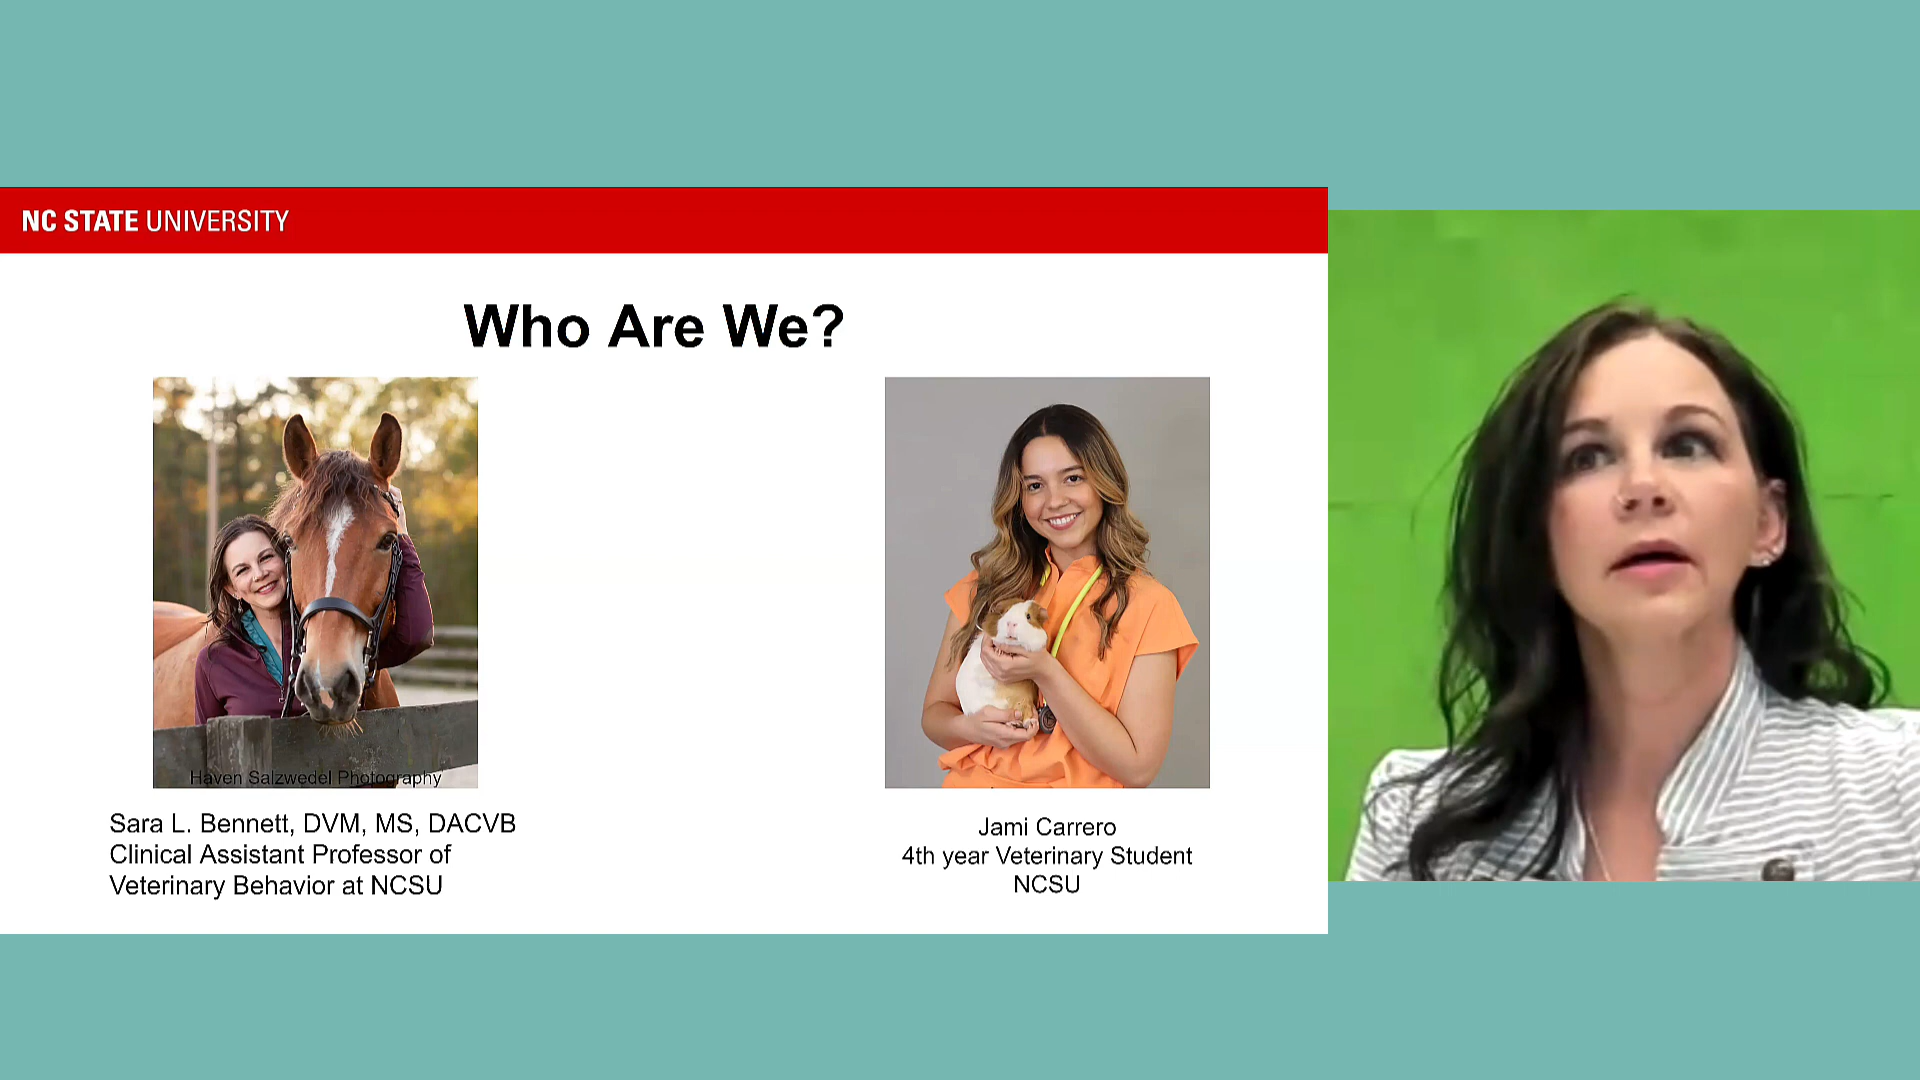 NC STATE UNIVERSITY
Who Are We?
Haven Salzwedel Photography
Sara L. Bennett, DVM, MS, DACVB
Clinical Assistant Professor of
Veterinary Behavior at NCSU
Jami Carrero
4th year Veterinary Student
NCSU